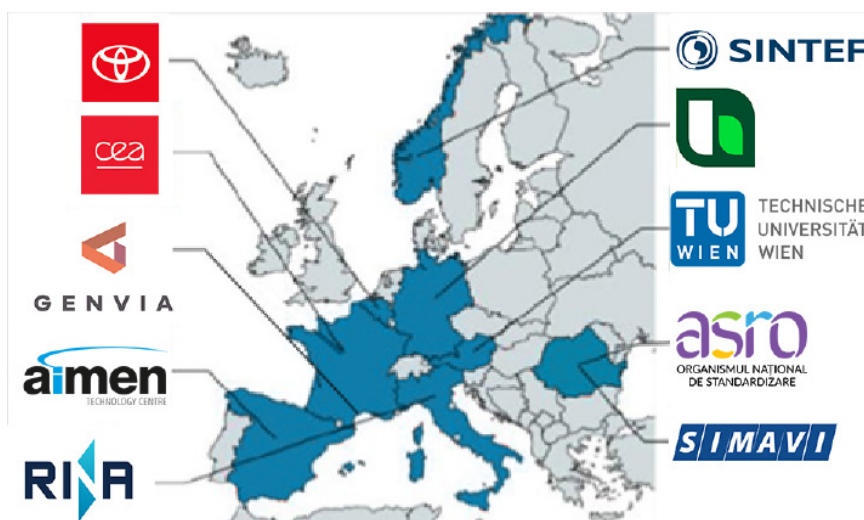 cea
GENVIA
aimen
TECHNOLOGY CENTRE
RINA
SINTEF
TU
WIEN
TECHNISCHE
UNIVERSITÄT
WIEN
asro
ORGANISMUL NAȚIONAL
DE STANDARDIZARE
SIMAVI